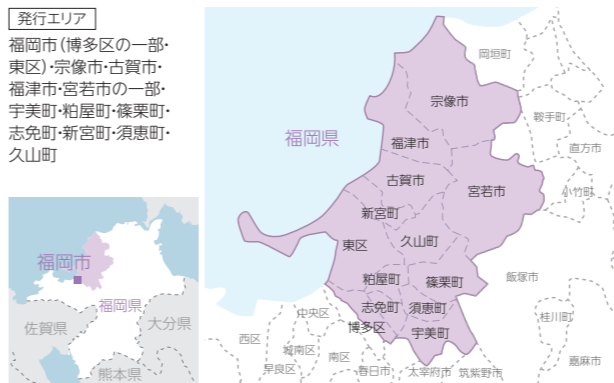 発行エリア
福岡市(博多区の一部・
東区)・宗像市・古賀市・
福津市・宮若市の一部・
宇美町・粕屋町・篠栗町・
志免町・新宮町・須恵町・
久山町
福岡市
福岡県
佐賀県
大分県
熊本県
岡垣町
宗像市
鞍手町
福岡県
福津市
直方市
古賀市
宮若市
小竹町
新宮町
東区
久山町
粕屋町
篠栗町
飯塚市
志免町
須恵町
中央区
博多区
宇美町
桂川町
西区
城南区
南区
早良区
春日市
太宰府市
筑紫野市
嘉麻市